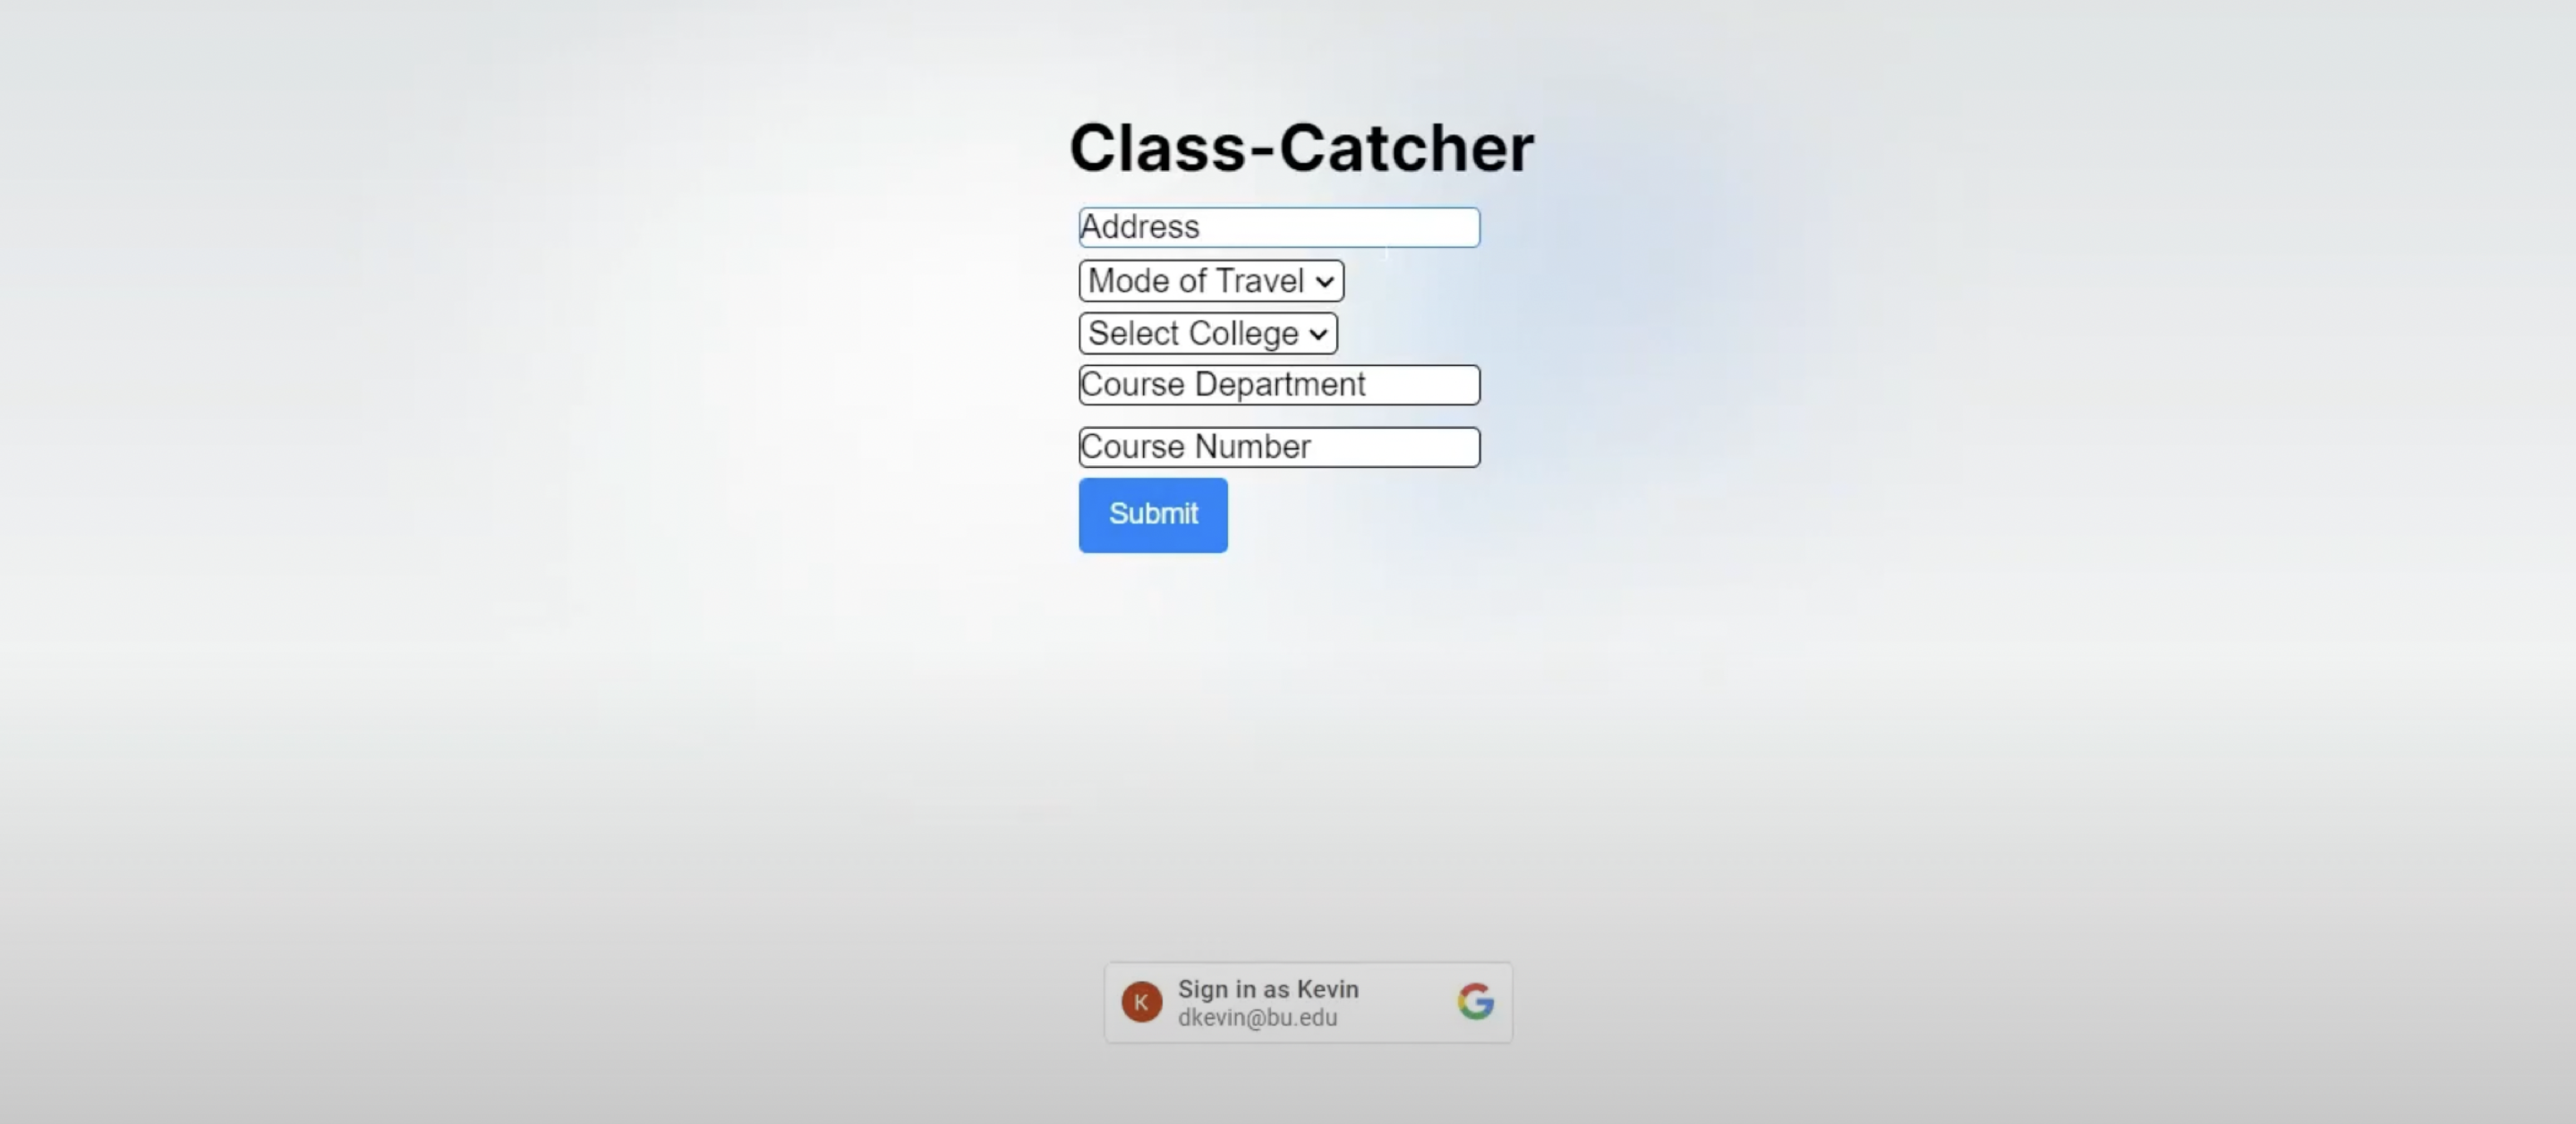 Class-Catcher
Address
Mode of Travel
Select College
Course Department
Course Number
Submit
K
Sign in as Kevin
dkevin@bu.edu